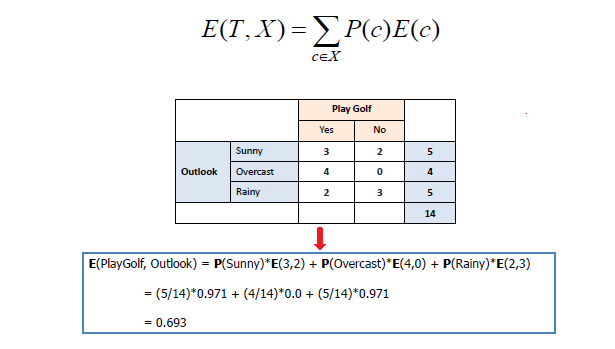 E(T, X) = ∑ P(c)E(c)
c∈X
Play Golf
Yes No
Sunny 3 2 5
Outlook Overcast 4 0 4
Rainy 2 3 5
14
E(PlayGolf, Outlook) = P(Sunny)*E(3,2) + P(Overcast)*E(4,0) + P(Rainy)*E(2,3)
= (5/14)*0.971 + (4/14)*0.0 + (5/14)*0.971
= 0.693